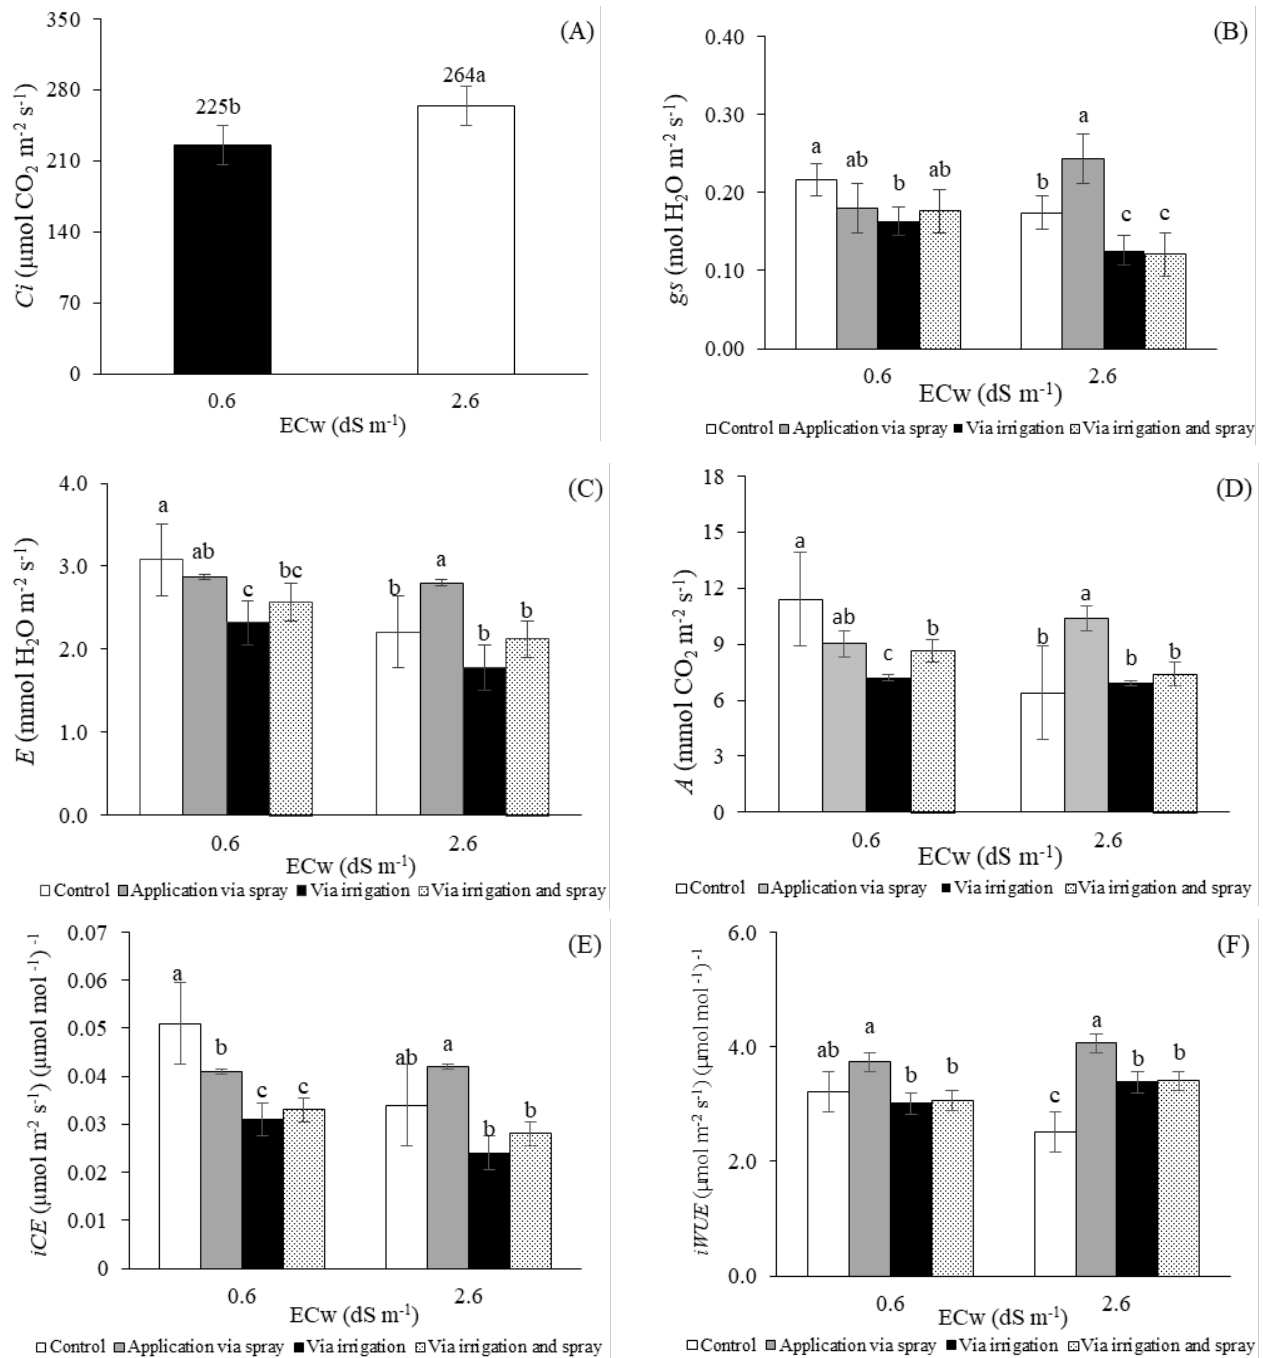 (A)
350
280
210
140
70
0
Ci (µmol CO₂ m⁻² s⁻¹)
225b
264a
0.6
2.6
ECw (dS m⁻¹)
(B)
0.40
0.30
0.20
0.10
0.00
gs (mol H₂O m⁻² s⁻¹)
a ab b ab
b a c c
0.6
2.6
ECw (dS m⁻¹)
Control Application via spray Via irrigation Via irrigation and spray
(C)
4.0
3.0
2.0
1.0
0.0
E (mmol H₂O m⁻² s⁻¹)
a ab c bc
b a b b
0.6
2.6
ECw (dS m⁻¹)
Control Application via spray Via irrigation Via irrigation and spray
(D)
18
15
12
9
6
3
0
A (mmol CO₂ m⁻² s⁻¹)
a ab c b
b a b b
0.6
2.6
ECw (dS m⁻¹)
Control Application via spray Via irrigation Via irrigation and spray
(E)
0.07
0.06
0.05
0.04
0.03
0.02
0.01
0
iCE (µmol m⁻² s⁻¹) (µmol mol⁻¹)⁻¹
a b c c
ab a b b
0.6
2.6
ECw (dS m⁻¹)
Control Application via spray Via irrigation Via irrigation and spray
(F)
6.0
4.0
2.0
0.0
iWUE (µmol m⁻² s⁻¹) (µmol mol⁻¹)⁻¹
ab a b b
c a b b
0.6
2.6
ECw (dS m⁻¹)
Control Application via spray Via irrigation Via irrigation and spray